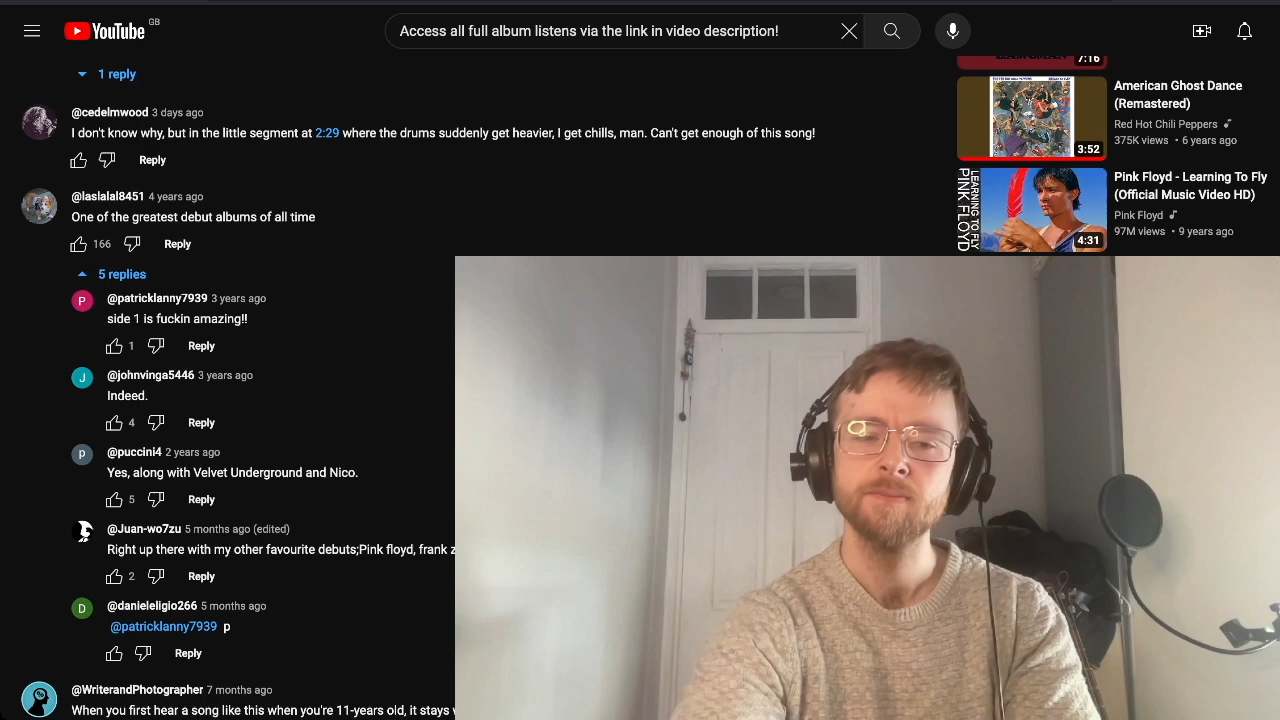 YouTube GB
Access all full album listens via the link in video description!
1 reply
@cedelmwood 3 days ago
I don't know why, but in the little segment at 2:29 where the drums suddenly get heavier, I get chills, man. Can't get enough of this song!
Reply
@laslalal8451 4 years ago
One of the greatest debut albums of all time
166 Reply
5 replies
P
@patricklanny7939 3 years ago
side 1 is fuckin amazing!!
1 Reply
J
@johnvinga5446 3 years ago
Indeed.
4 Reply
p
@puccini4 2 years ago
Yes, along with Velvet Underground and Nico.
5 Reply
@Juan-wo7zu 5 months ago (edited)
Right up there with my other favourite debuts;Pink floyd, frank z
2 Reply
D
@danieleligio266 5 months ago
@patricklanny7939 p
Reply
@WriterandPhotographer 7 months ago
When you first hear a song like this when you're 11-years old, it stays
7:16
3:52
American Ghost Dance
(Remastered)
Red Hot Chili Peppers
375K views • 6 years ago
LEARNING TO FLY
PINK FLOYD
4:31
Pink Floyd - Learning To Fly
(Official Music Video HD)
Pink Floyd
97M views • 9 years ago